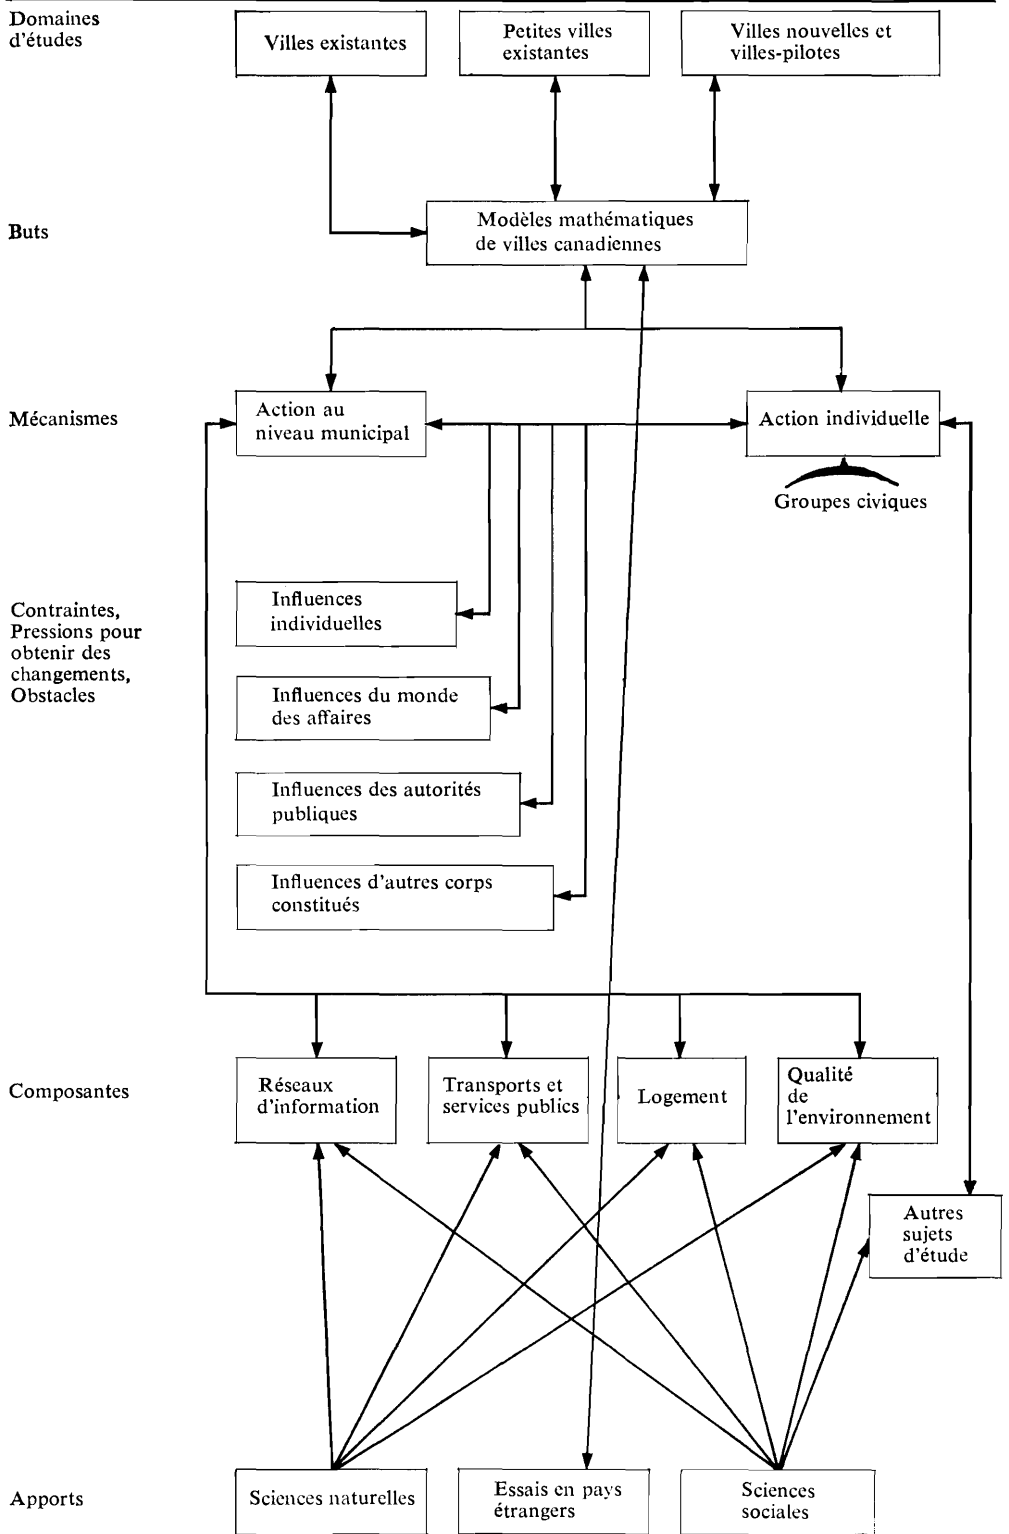 Domaines
d'études
Villes existantes
Petites villes
existantes
Villes nouvelles et
villes-pilotes
Buts
Modèles mathématiques
de villes canadiennes
Mécanismes
Action au
niveau municipal
Action individuelle
Groupes civiques
Contraintes,
Pressions pour
obtenir des
changements,
Obstacles
Influences
individuelles
Influences du monde
des affaires
Influences des autorités
publiques
Influences d'autres corps
constitués
Composantes
Réseaux
d'information
Transports et
services publics
Logement
Qualité
de
l'environnement
Autres
sujets
d'étude
Apports
Sciences naturelles
Essais en pays
étrangers
Sciences
sociales